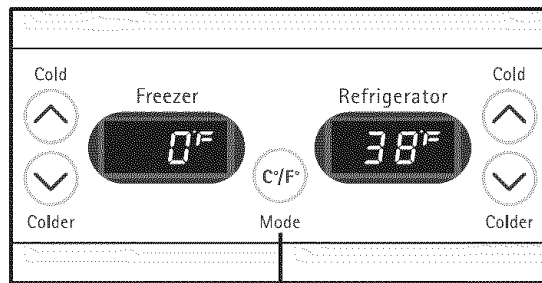 Cold
Cold
Freezer
Refrigerator
0°F
38°F
C°/F°
Colder
Mode
Colder